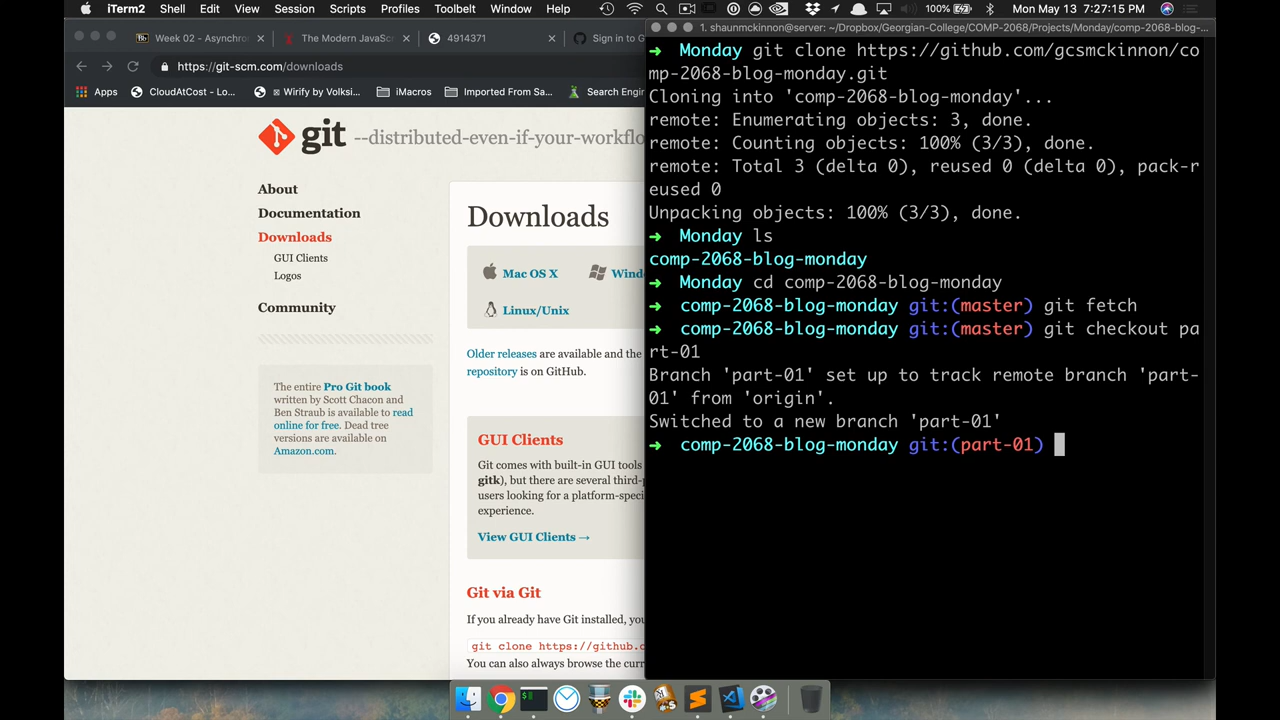 iTerm2 Shell Edit View Session Scripts Profiles Toolbelt Window Help 100% Mon May 13 7:27:15 PM
Week 02 - Asynchro
The Modern JavaSc
4914371
Sign in to G
https://git-scm.com/downloads
Apps
CloudAtCost - Lo...
Wirify by Volksi...
iMacros
Imported From Sa...
Search Engin
git --distributed-even-if-your-workflo
About
Documentation
Downloads
GUI Clients
Logos
Community
The entire Pro Git book
written by Scott Chacon and
Ben Straub is available to read
online for free. Dead tree
versions are available on
Amazon.com.
Downloads
Mac OS X
Windo
Linux/Unix
Older releases are available and the
repository is on GitHub.
GUI Clients
Git comes with built-in GUI tools
gitk), but there are several third-p
users looking for a platform-speci
experience.
View GUI Clients →
Git via Git
If you already have Git installed, you
git clone https://github.c
You can also always browse the curr
1. shaunmckinnon@server: ~/Dropbox/Georgian-College/COMP-2068/Projects/Monday/comp-2068-blog-monday...
➜ Monday git clone https://github.com/gcsmckinnon/co
mp-2068-blog-monday.git
Cloning into 'comp-2068-blog-monday'...
remote: Enumerating objects: 3, done.
remote: Counting objects: 100% (3/3), done.
remote: Total 3 (delta 0), reused 0 (delta 0), pack-r
eused 0
Unpacking objects: 100% (3/3), done.
➜ Monday ls
comp-2068-blog-monday
➜ Monday cd comp-2068-blog-monday
➜ comp-2068-blog-monday git:(master) git fetch
➜ comp-2068-blog-monday git:(master) git checkout pa
rt-01
Branch 'part-01' set up to track remote branch 'part-
01' from 'origin'.
Switched to a new branch 'part-01'
➜ comp-2068-blog-monday git:(part-01)